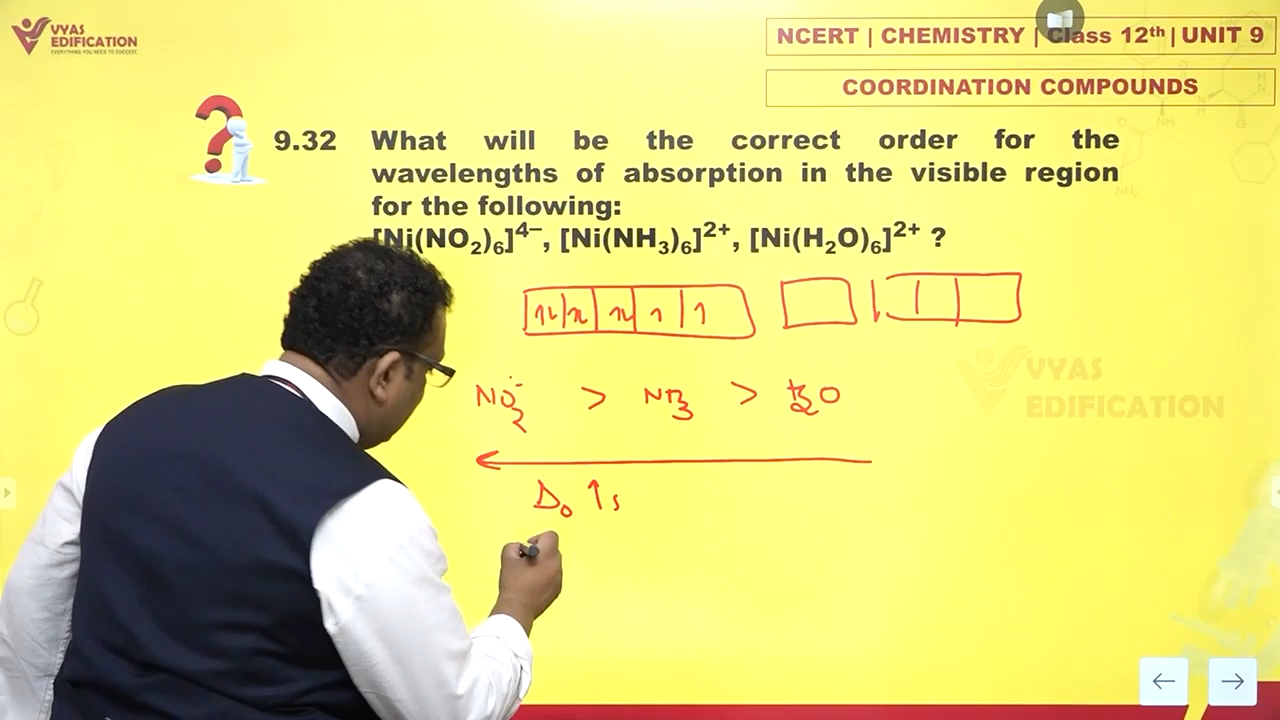 VYAS
EDIFICATION
EVERYTHING YOU NEED TO SUCCEED
NCERT | CHEMISTRY | Class 12th | UNIT 9
COORDINATION COMPOUNDS
9.32 What will be the correct order for the
wavelengths of absorption in the visible region
for the following:
[Ni(NO₂)₆]⁴⁻, [Ni(NH₃)₆]²⁺, [Ni(H₂O)₆]²⁺ ?
↿⇂ ↿⇂ ↿⇂ ↿ ↿
NO₂⁻ > NH₃ > H₂O
←
Δ₀ ↑s
VYAS
EDIFICATION
← →